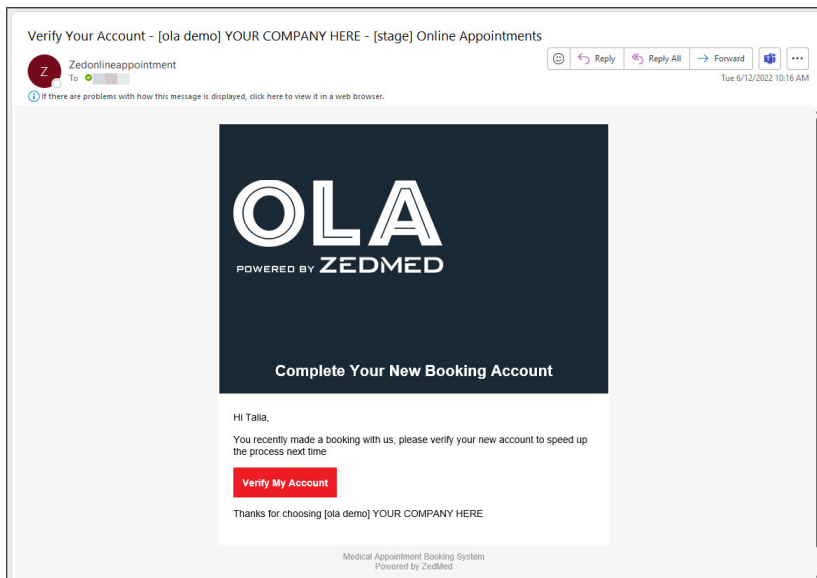 Verify Your Account - [ola demo] YOUR COMPANY HERE - [stage] Online Appointments
Z
Zedonlineappointment
To
Reply
Reply All
Forward
Tue 6/12/2022 10:16 AM
If there are problems with how this message is displayed, click here to view it in a web browser.
OLA
POWERED BY ZEDMED
Complete Your New Booking Account
Hi Talia,
You recently made a booking with us, please verify your new account to speed up
the process next time
Verify My Account
Thanks for choosing [ola demo] YOUR COMPANY HERE
Medical Appointment Booking System
Powered by ZedMed